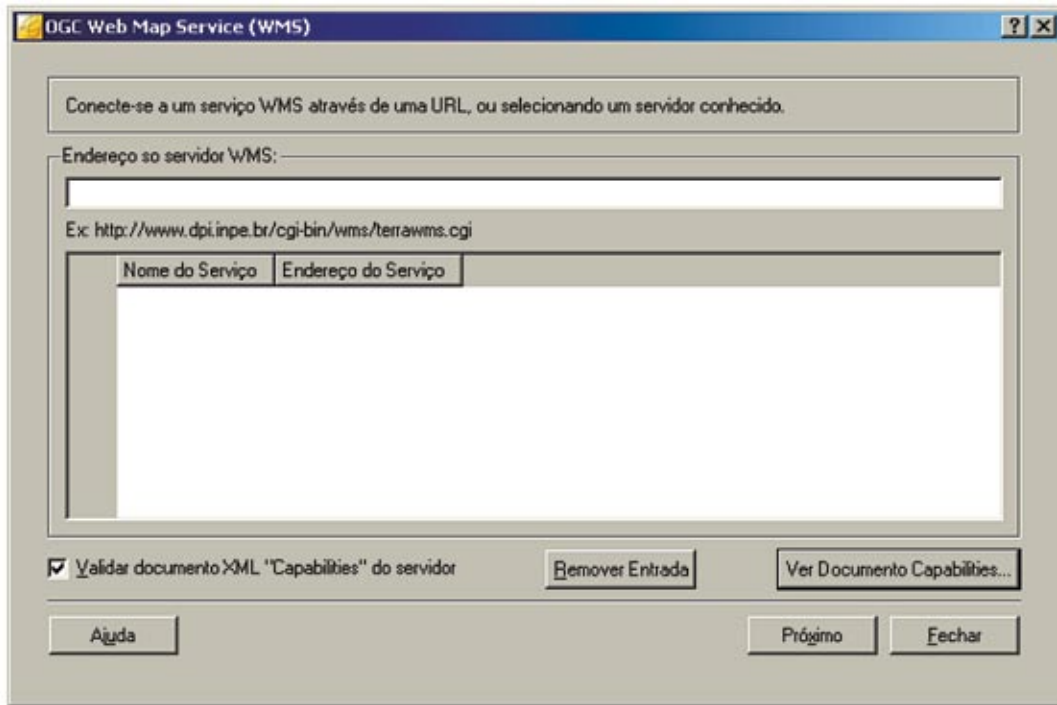 OGC Web Map Service (WMS)
Conecte-se a um serviço WMS através de uma URL, ou selecionando um servidor conhecido.
Endereço so servidor WMS:
Ex: http://www.dpi.inpe.br/cgi-bin/wms/terrawms.cgi
Nome do Serviço Endereço do Serviço
Validar documento XML "Capabilities" do servidor Remover Entrada Ver Documento Capabilities...
Ajuda Próximo Fechar